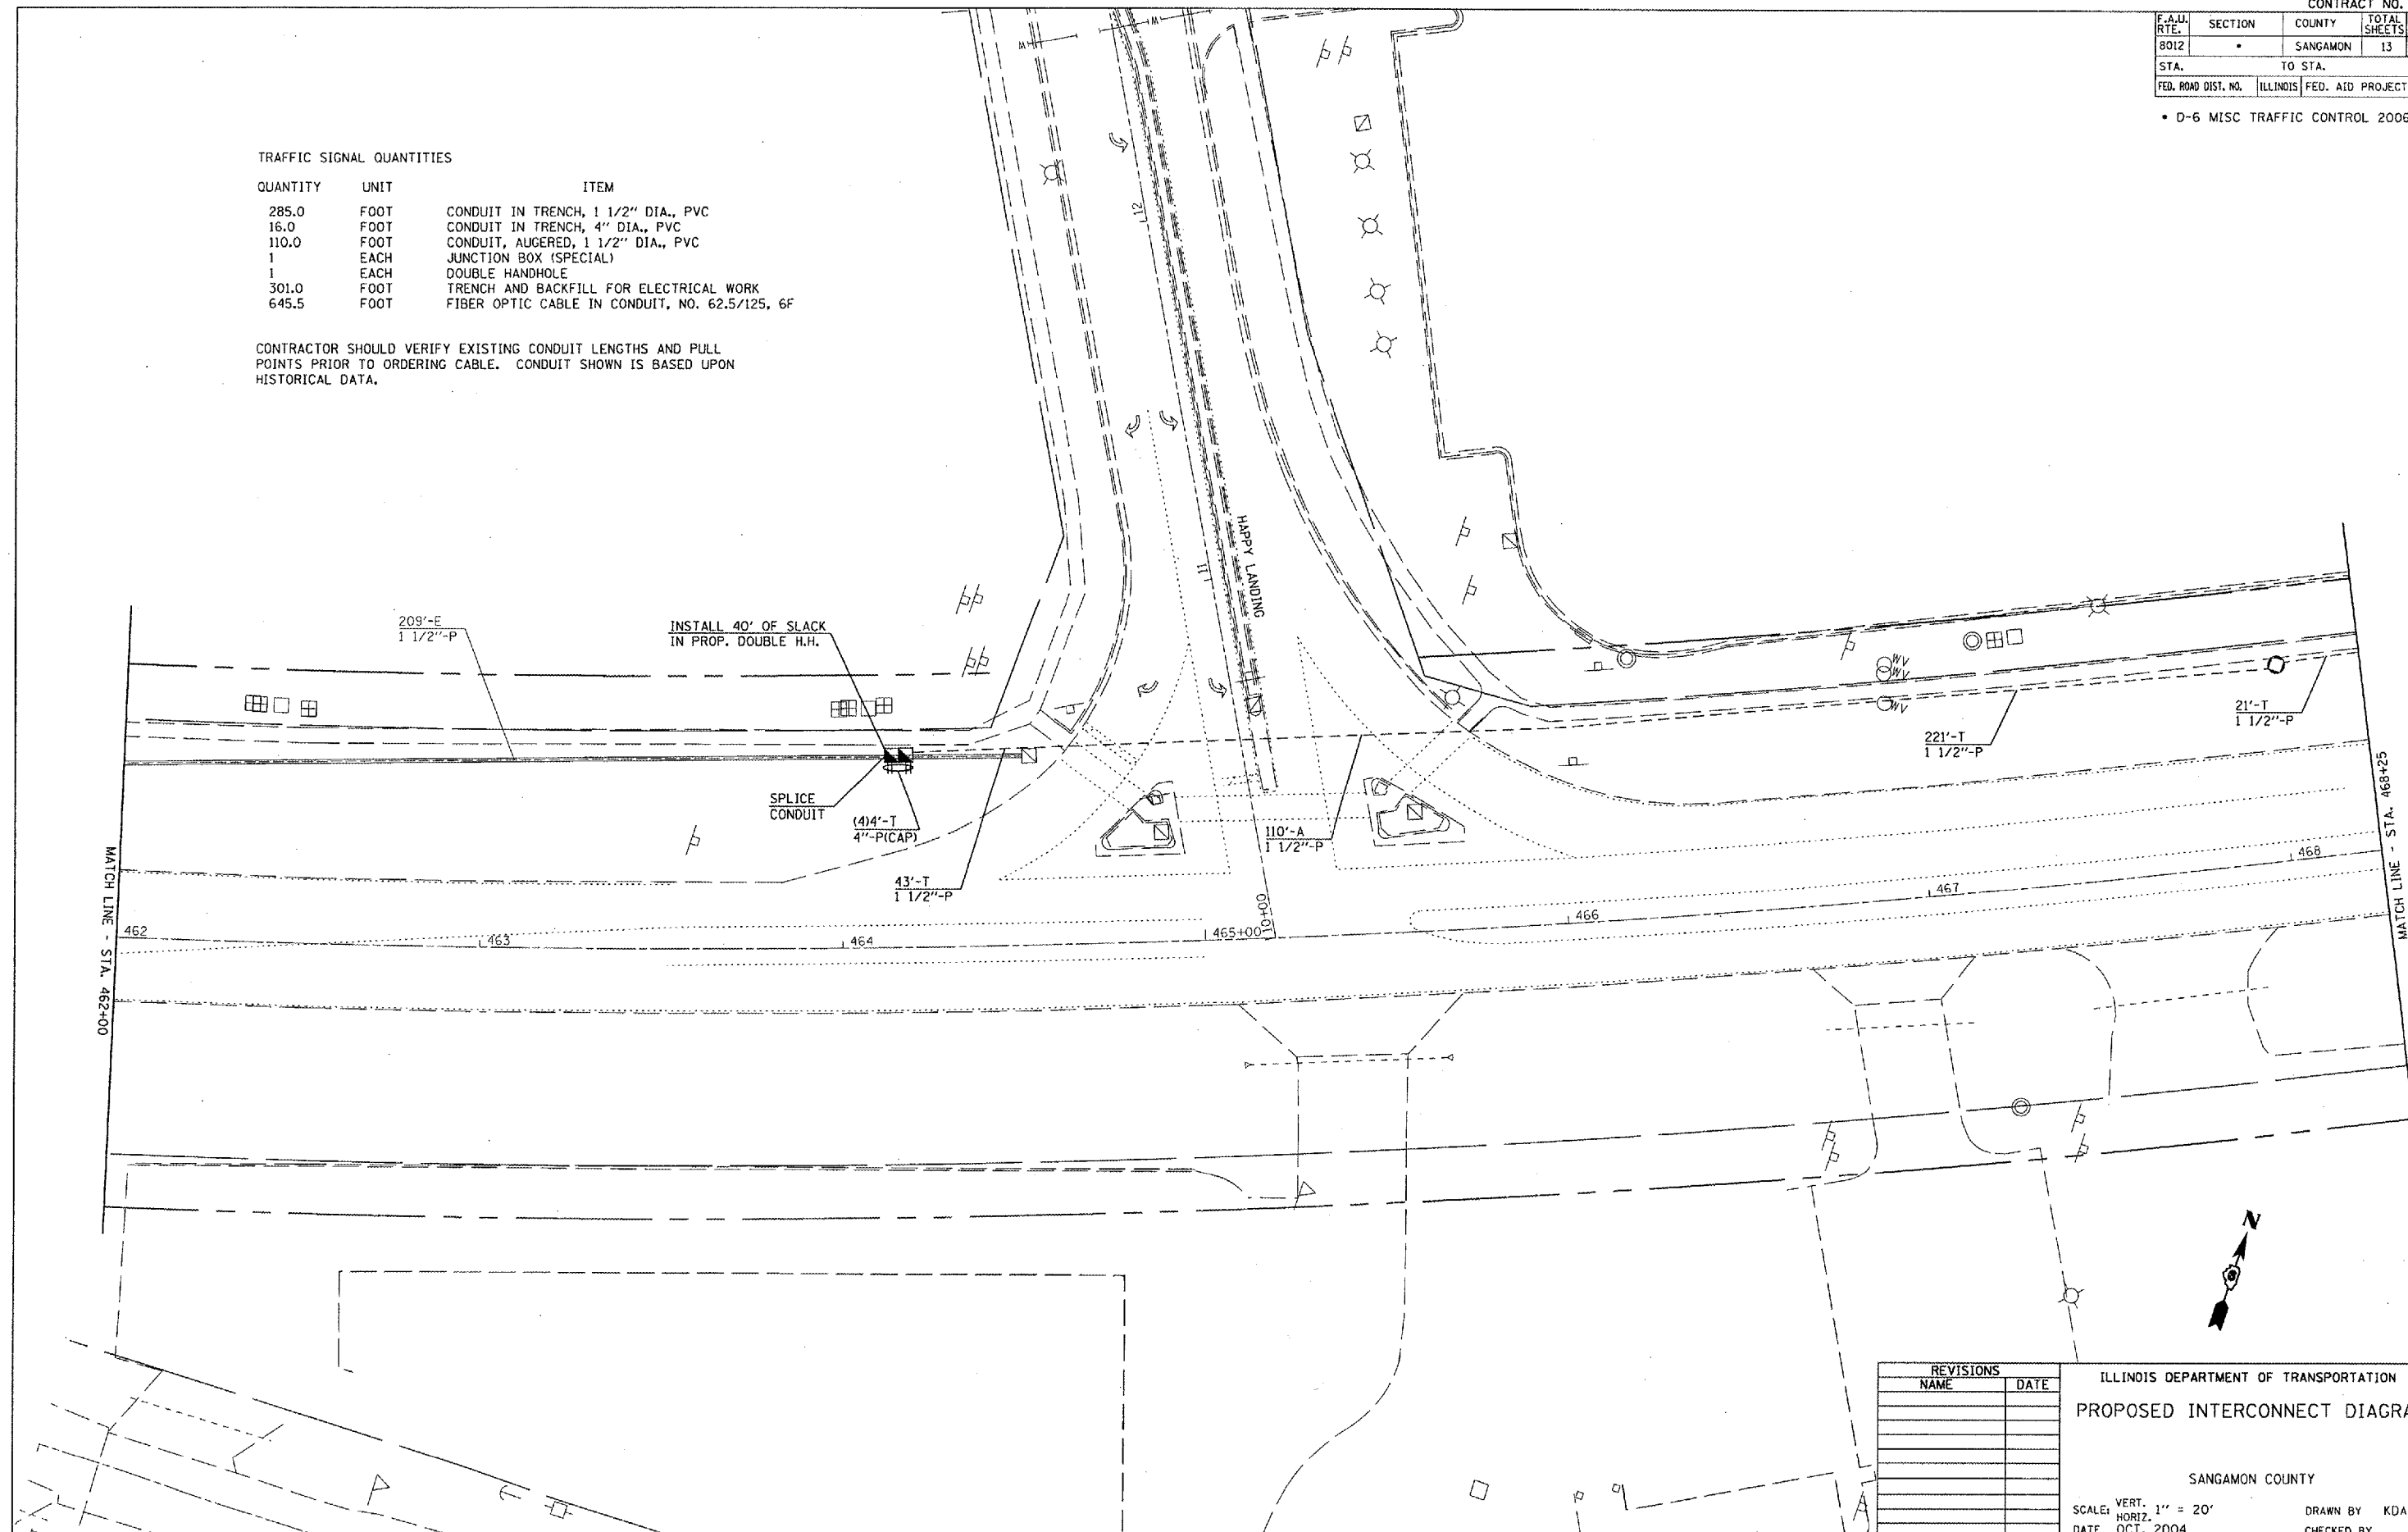 CONTRACT NO.
F.A.U. RTE. SECTION COUNTY TOTAL SHEETS
8012 • SANGAMON 13
STA. TO STA.
FED. ROAD DIST. NO. ILLINOIS FED. AID PROJECT
• D-6 MISC TRAFFIC CONTROL 2006
TRAFFIC SIGNAL QUANTITIES
QUANTITY UNIT ITEM
285.0 FOOT CONDUIT IN TRENCH, 1 1/2" DIA., PVC
16.0 FOOT CONDUIT IN TRENCH, 4" DIA., PVC
110.0 FOOT CONDUIT, AUGERED, 1 1/2" DIA., PVC
1 EACH JUNCTION BOX (SPECIAL)
1 EACH DOUBLE HANDHOLE
301.0 FOOT TRENCH AND BACKFILL FOR ELECTRICAL WORK
645.5 FOOT FIBER OPTIC CABLE IN CONDUIT, NO. 62.5/125, 6F
CONTRACTOR SHOULD VERIFY EXISTING CONDUIT LENGTHS AND PULL
POINTS PRIOR TO ORDERING CABLE. CONDUIT SHOWN IS BASED UPON
HISTORICAL DATA.
M
M
12
11
HAPPY LANDING
209'-E
1 1/2"-P
INSTALL 40' OF SLACK
IN PROP. DOUBLE H.H.
SPLICE
CONDUIT
(4)4'-T
4"-P(CAP)
43'-T
1 1/2"-P
110'-A
1 1/2"-P
WV
WV
WV
221'-T
1 1/2"-P
21'-T
1 1/2"-P
MATCH LINE - STA. 462+00
MATCH LINE - STA. 468+25
462
463
464
465+00
10+00
466
467
468
N
REVISIONS
NAME DATE
ILLINOIS DEPARTMENT OF TRANSPORTATION
PROPOSED INTERCONNECT DIAGRA
SANGAMON COUNTY
SCALE: VERT. HORIZ. 1" = 20'
DRAWN BY KDA
DATE OCT. 2004
CHECKED BY